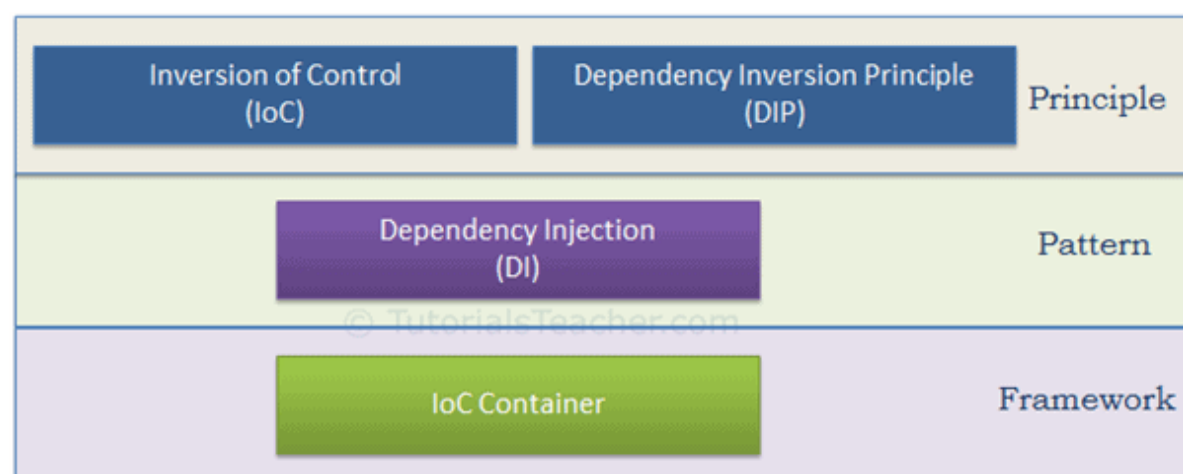 Inversion of Control
(IoC)
Dependency Inversion Principle
(DIP)
Principle
Dependency Injection
(DI)
Pattern
© TutorialsTeacher.com
IoC Container
Framework